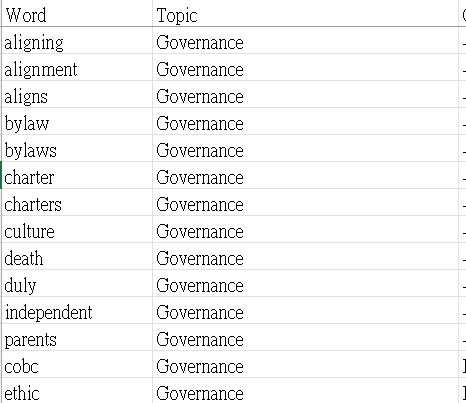 Word Topic
aligning Governance
alignment Governance
aligns Governance
bylaw Governance
bylaws Governance
charter Governance
charters Governance
culture Governance
death Governance
duly Governance
independent Governance
parents Governance
cobc Governance
ethic Governance